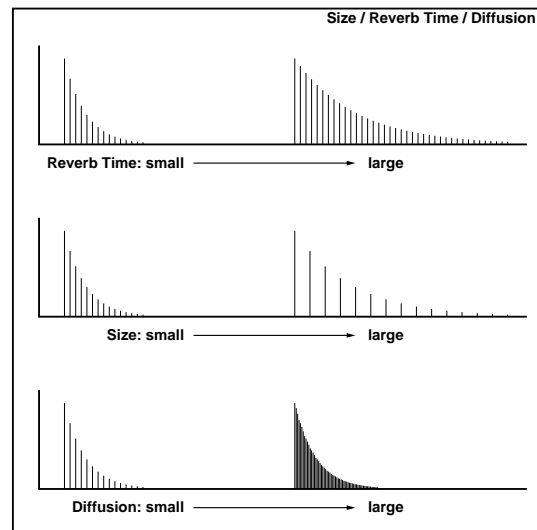 Size / Reverb Time / Diffusion
Reverb Time: small large
Size: small large
Diffusion: small large